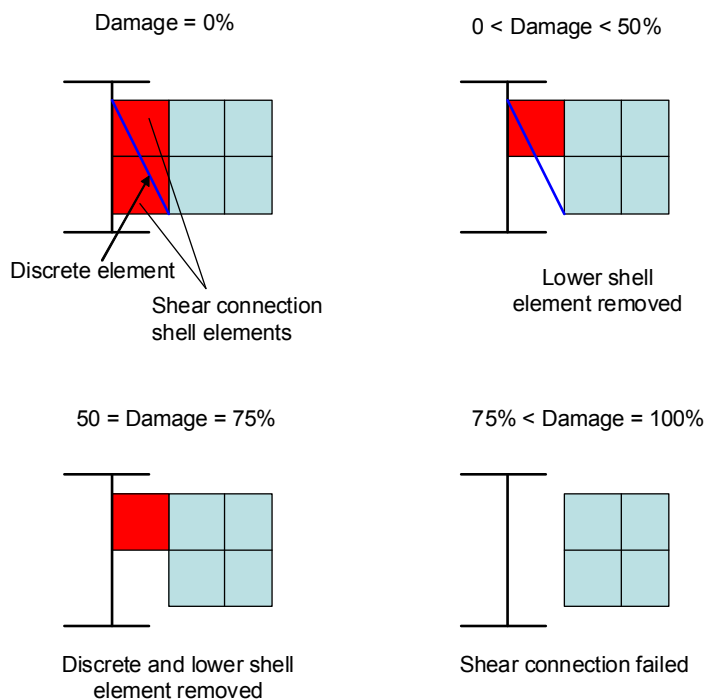 Damage = 0%
0 < Damage < 50%
Discrete element
Shear connection
shell elements
Lower shell
element removed
50 = Damage = 75%
75% < Damage = 100%
Discrete and lower shell
element removed
Shear connection failed